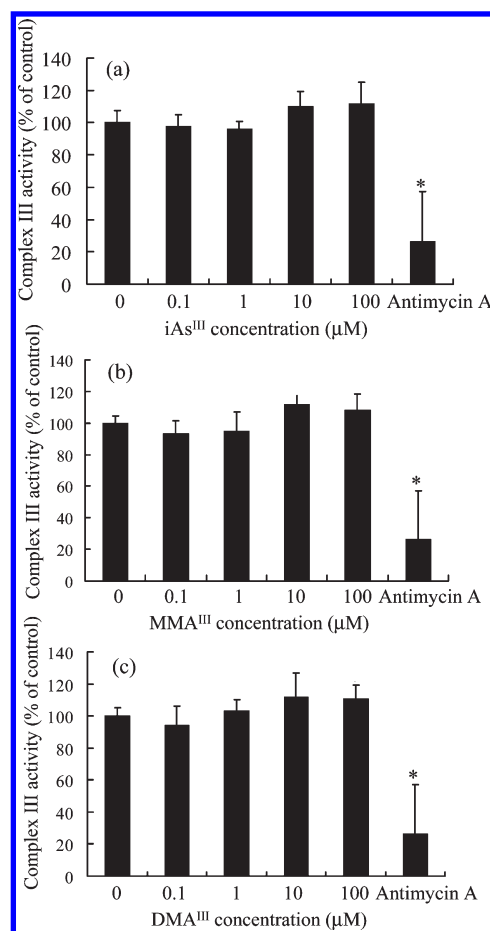 Complex III activity (% of control)
(a)
140
120
100
80
60
40
20
0
*
0 0.1 1 10 100 Antimycin A
iAsᴵᴵᴵ concentration (μM)
Complex III activity (% of control)
(b)
140
120
100
80
60
40
20
0
*
0 0.1 1 10 100 Antimycin A
MMAᴵᴵᴵ concentration (μM)
Complex III activity (% of control)
(c)
140
120
100
80
60
40
20
0
*
0 0.1 1 10 100 Antimycin A
DMAᴵᴵᴵ concentration (μM)